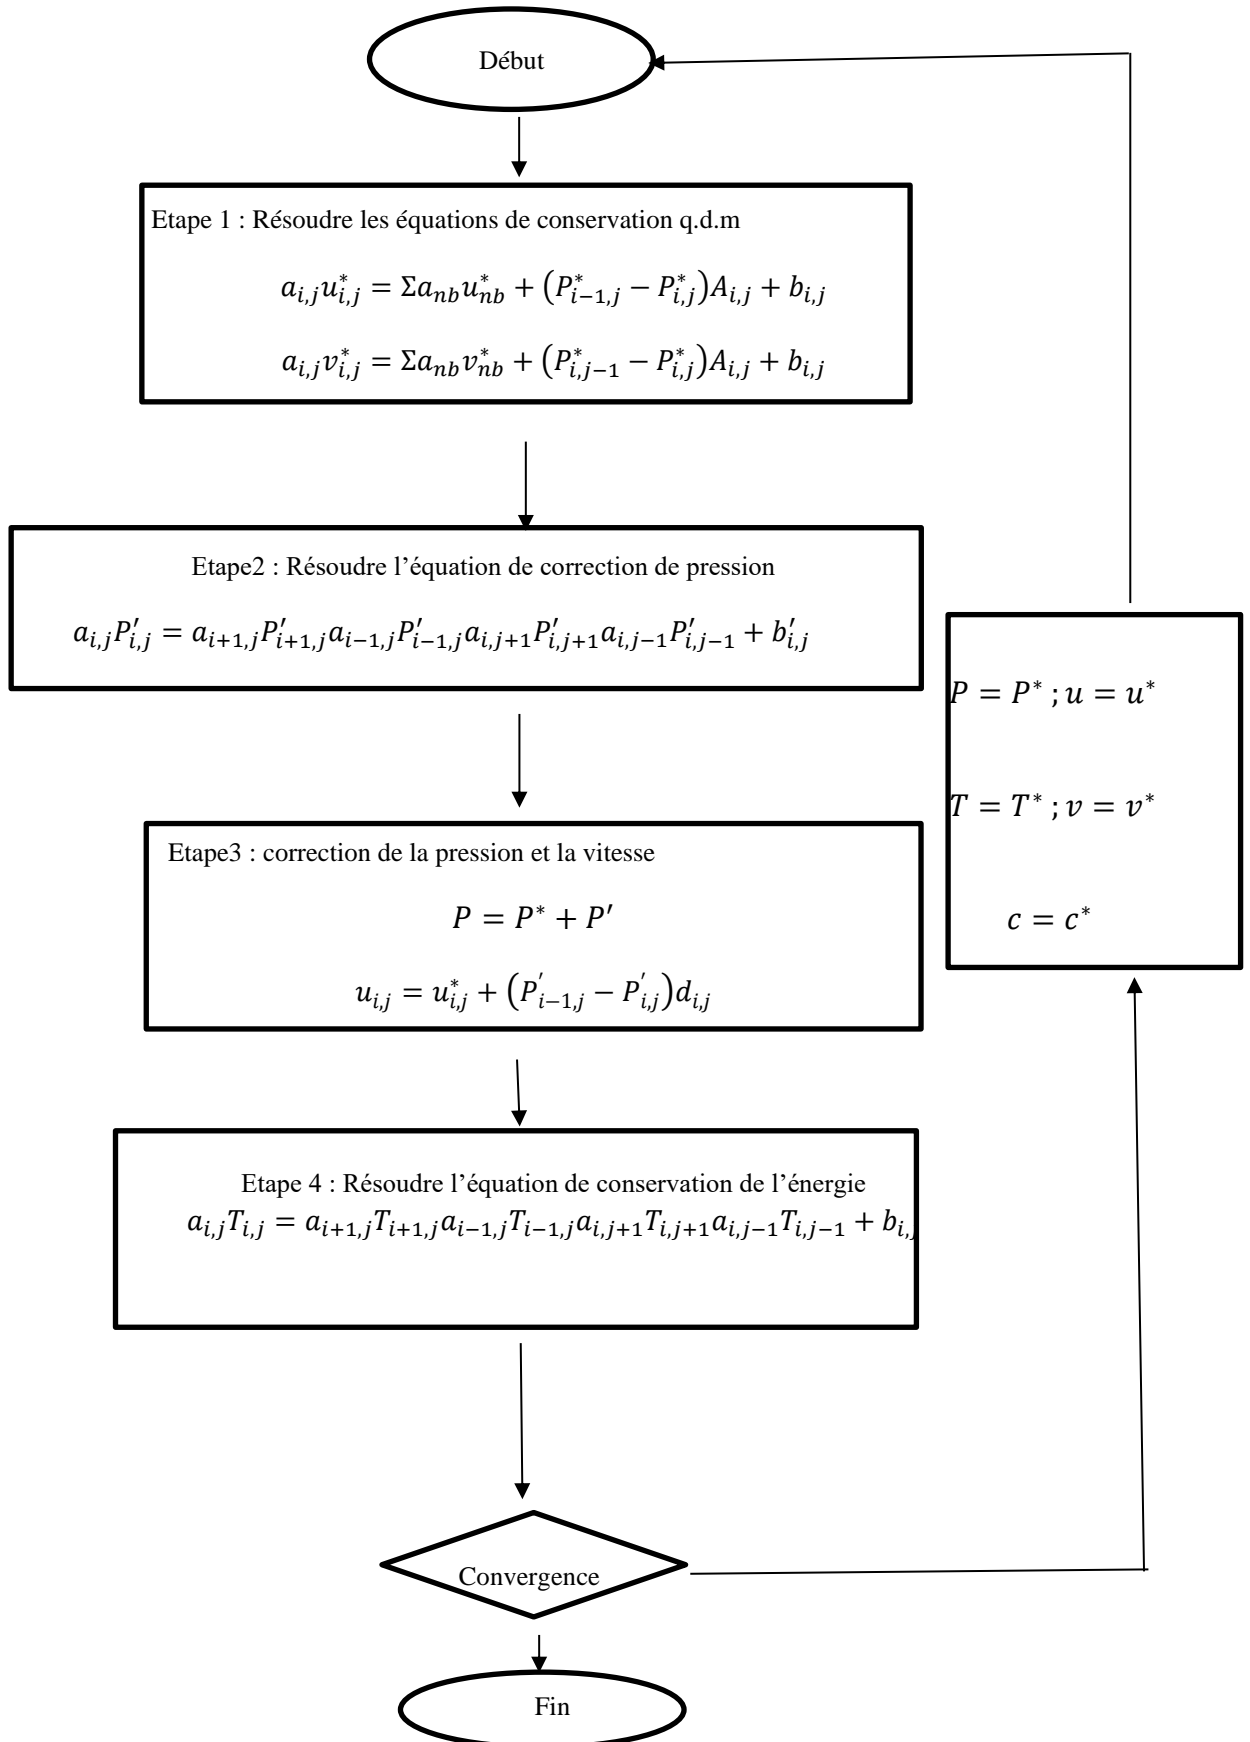 Début
Etape 1 : Résoudre les équations de conservation q.d.m
$a_{i,j}u^*_{i,j} = \Sigma a_{nb}u^*_{nb} + (P^*_{i-1,j} - P^*_{i,j})A_{i,j} + b_{i,j}$
$a_{i,j}v^*_{i,j} = \Sigma a_{nb}v^*_{nb} + (P^*_{i,j-1} - P^*_{i,j})A_{i,j} + b_{i,j}$
Etape2 : Résoudre l’équation de correction de pression
$a_{i,j}P'_{i,j} = a_{i+1,j}P'_{i+1,j}a_{i-1,j}P'_{i-1,j}a_{i,j+1}P'_{i,j+1}a_{i,j-1}P'_{i,j-1} + b'_{i,j}$
Etape3 : correction de la pression et la vitesse
$P = P^* + P'$
$u_{i,j} = u^*_{i,j} + (P'_{i-1,j} - P'_{i,j})d_{i,j}$
Etape 4 : Résoudre l’équation de conservation de l’énergie
$a_{i,j}T_{i,j} = a_{i+1,j}T_{i+1,j}a_{i-1,j}T_{i-1,j}a_{i,j+1}T_{i,j+1}a_{i,j-1}T_{i,j-1} + b_{i,j}$
Convergence
Fin
$P = P^* ; u = u^*$
$T = T^* ; v = v^*$
$c = c^*$